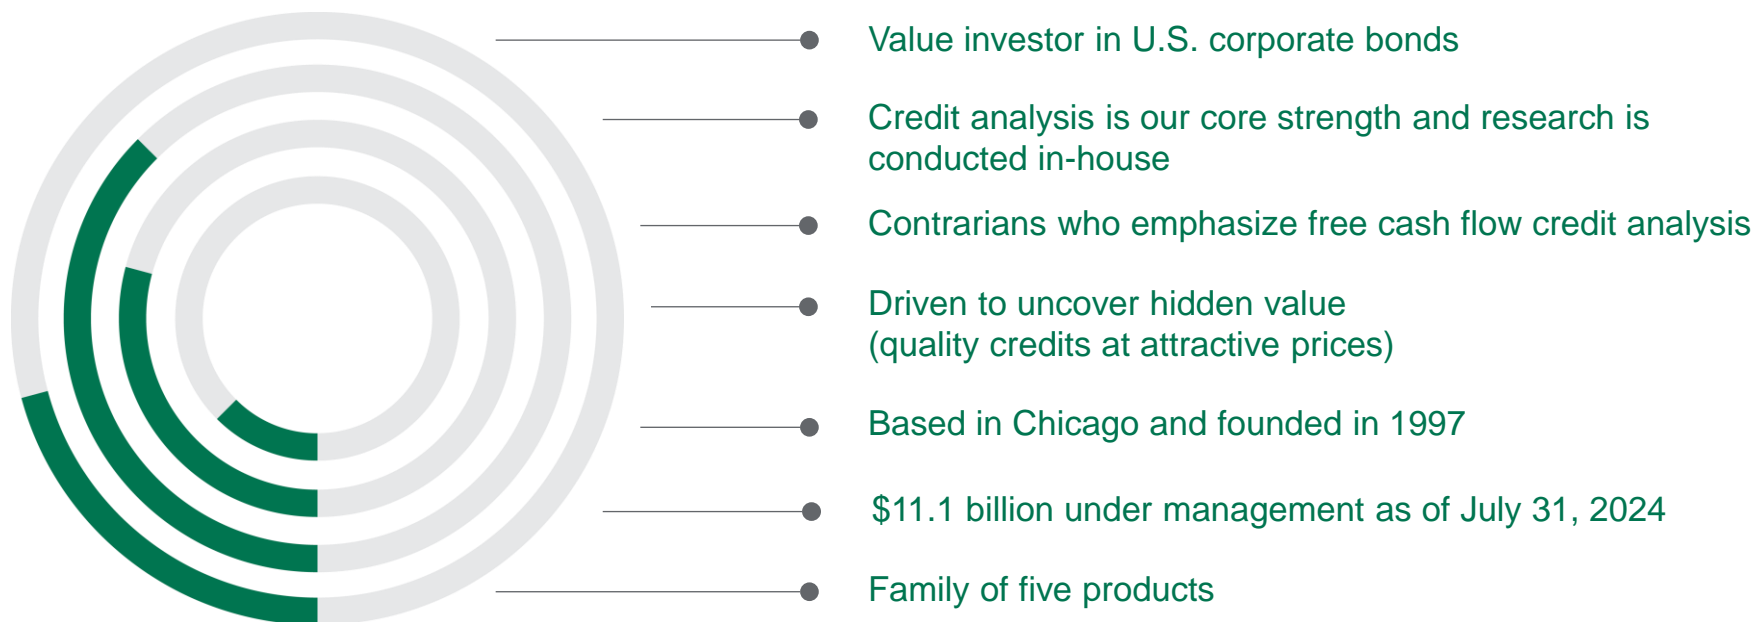 Value investor in U.S. corporate bonds
Credit analysis is our core strength and research is
conducted in-house
Contrarians who emphasize free cash flow credit analysis
Driven to uncover hidden value
(quality credits at attractive prices)
Based in Chicago and founded in 1997
$11.1 billion under management as of July 31, 2024
Family of five products